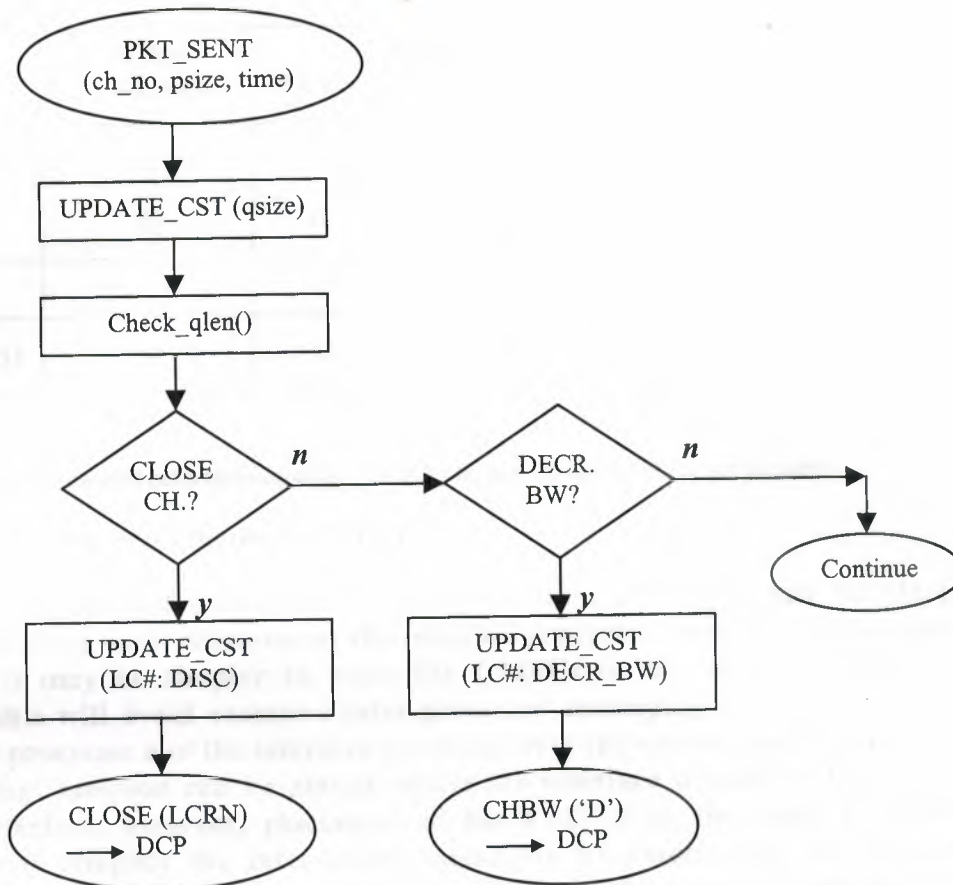 PKT_SENT
(ch_no, psize, time)
UPDATE_CST (qsize)
Check_qlen()
CLOSE
CH.?
n
DECR.
BW?
n
Continue
y
y
UPDATE_CST
(LC#: DISC)
UPDATE_CST
(LC#: DECR_BW)
CLOSE (LCRN)
DCP
CHBW (‘D’)
DCP